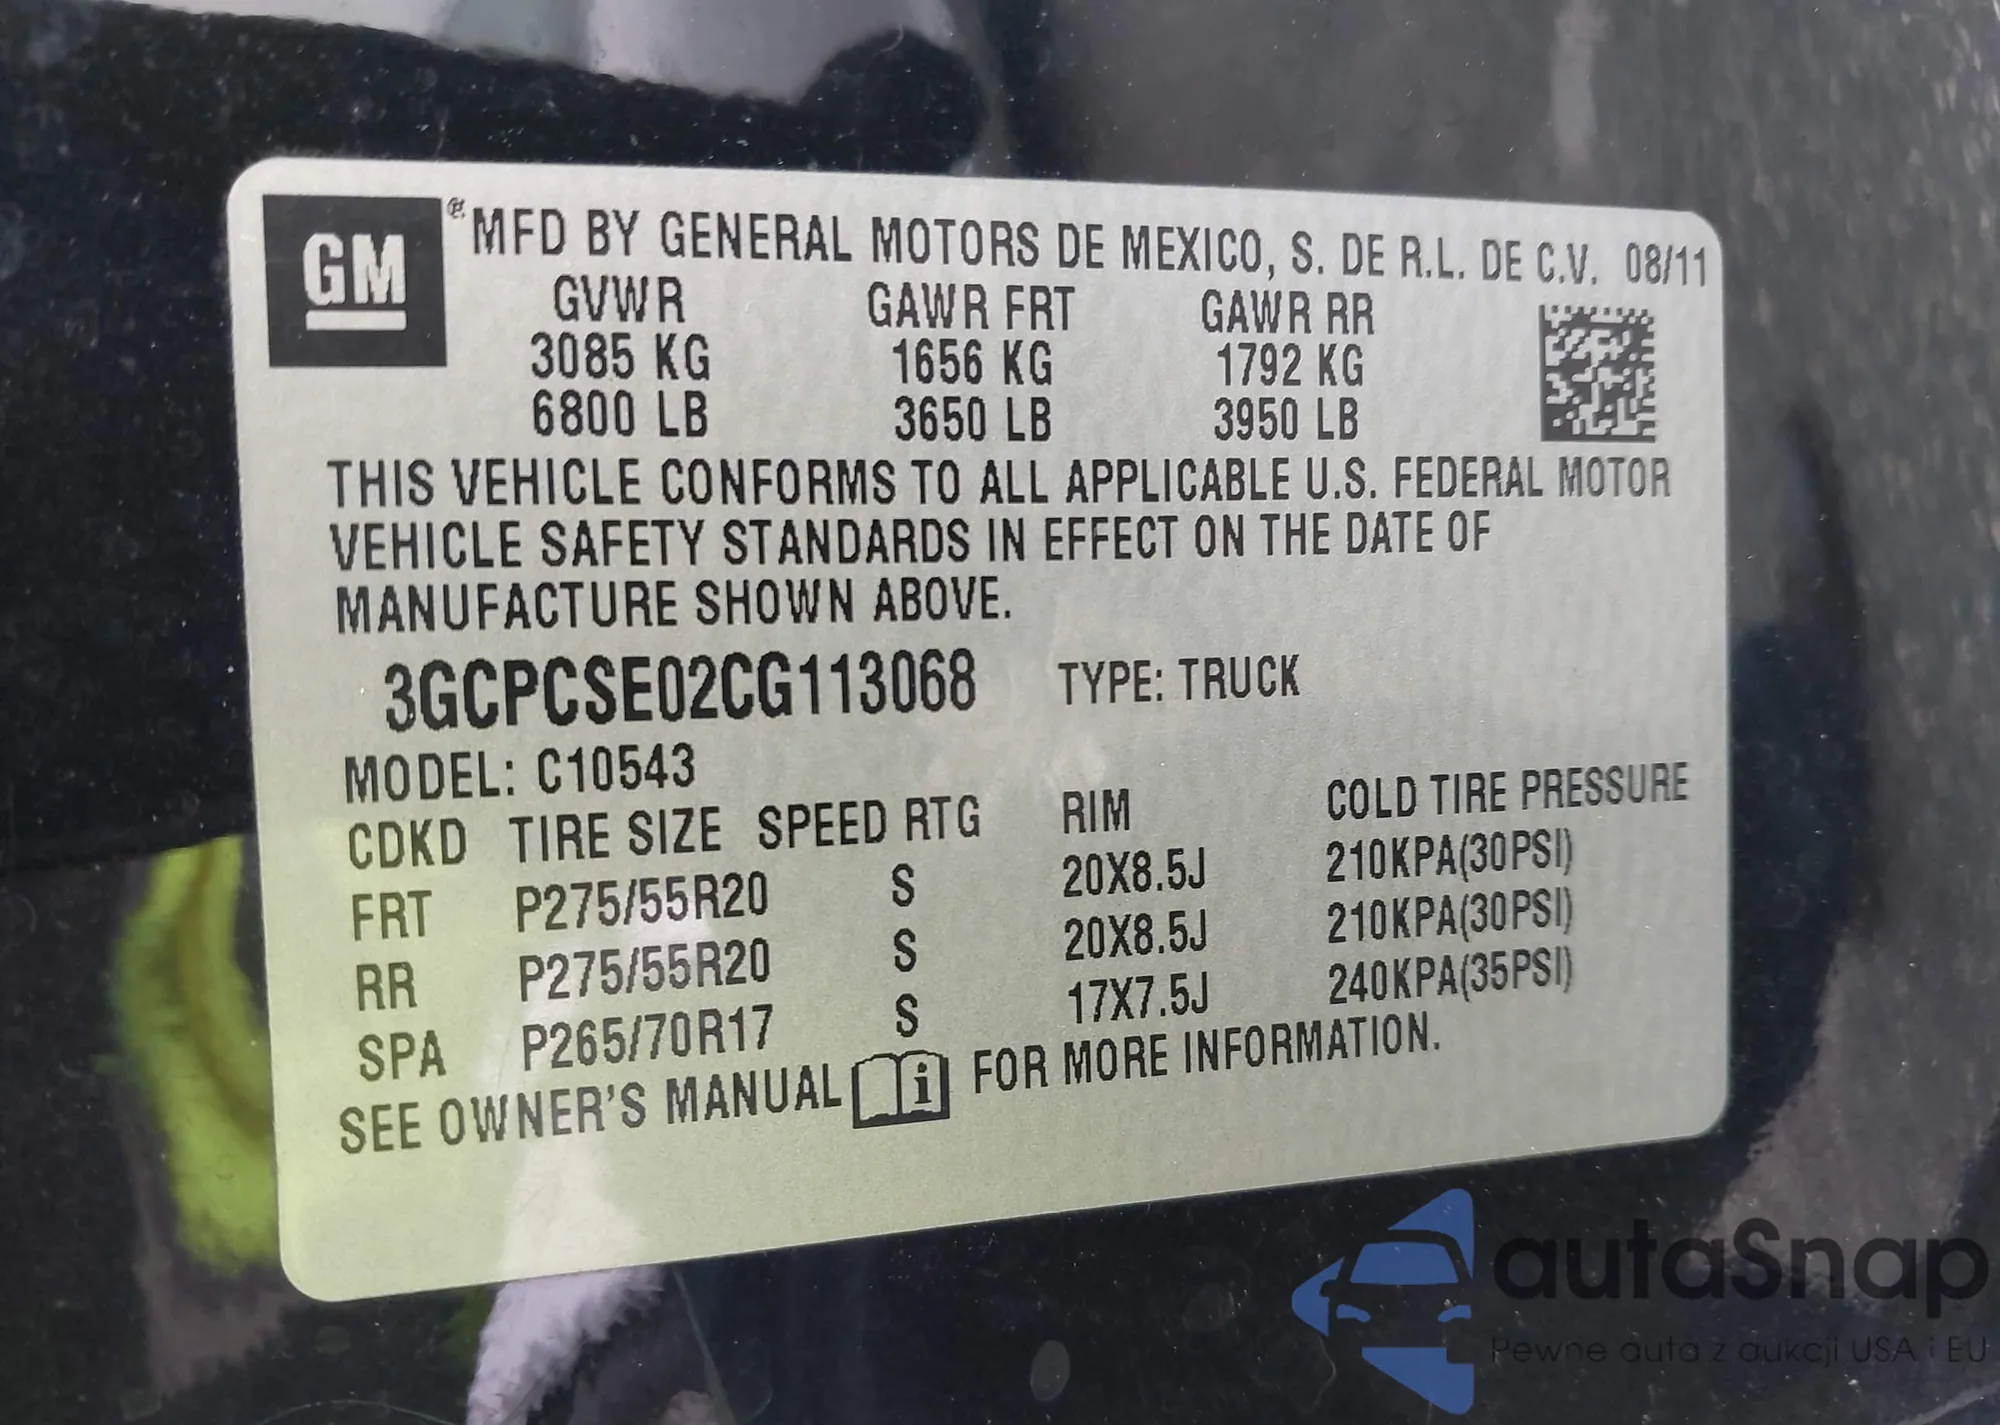 GM ® MFD BY GENERAL MOTORS DE MEXICO, S. DE R.L. DE C.V. 08/11
GVWR GAWR FRT GAWR RR
3085 KG 1656 KG 1792 KG
6800 LB 3650 LB 3950 LB
THIS VEHICLE CONFORMS TO ALL APPLICABLE U.S. FEDERAL MOTOR
VEHICLE SAFETY STANDARDS IN EFFECT ON THE DATE OF
MANUFACTURE SHOWN ABOVE.
3GCPCSE02CG113068 TYPE: TRUCK
MODEL: C10543
CDKD TIRE SIZE SPEED RTG RIM COLD TIRE PRESSURE
FRT P275/55R20 S 20X8.5J 210KPA(30PSI)
RR P275/55R20 S 20X8.5J 210KPA(30PSI)
SPA P265/70R17 S 17X7.5J 240KPA(35PSI)
SEE OWNER'S MANUAL i FOR MORE INFORMATION.
autaSnap
Pewne auta z aukcji USA i EU